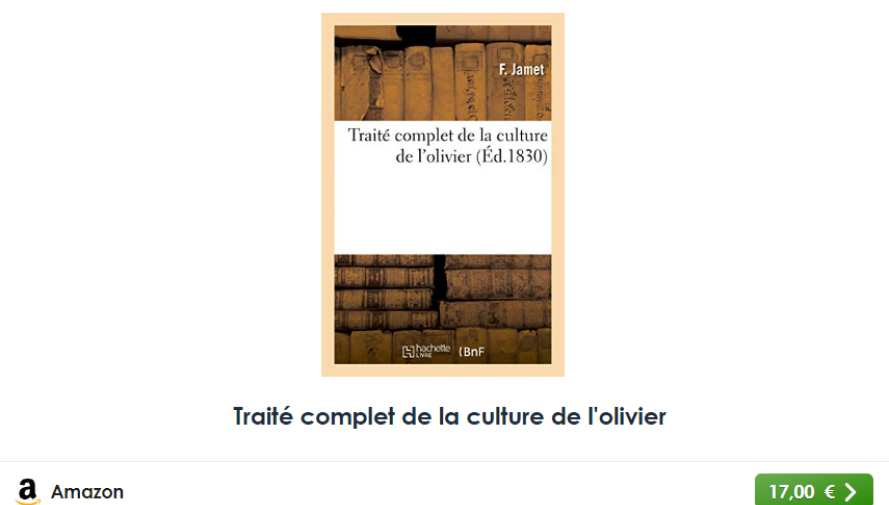 F. Jamet
Traité complet de la culture
de l'olivier (Éd.1830)
hachette
LIVRE
{BnF
Traité complet de la culture de l'olivier
a Amazon
17,00 €